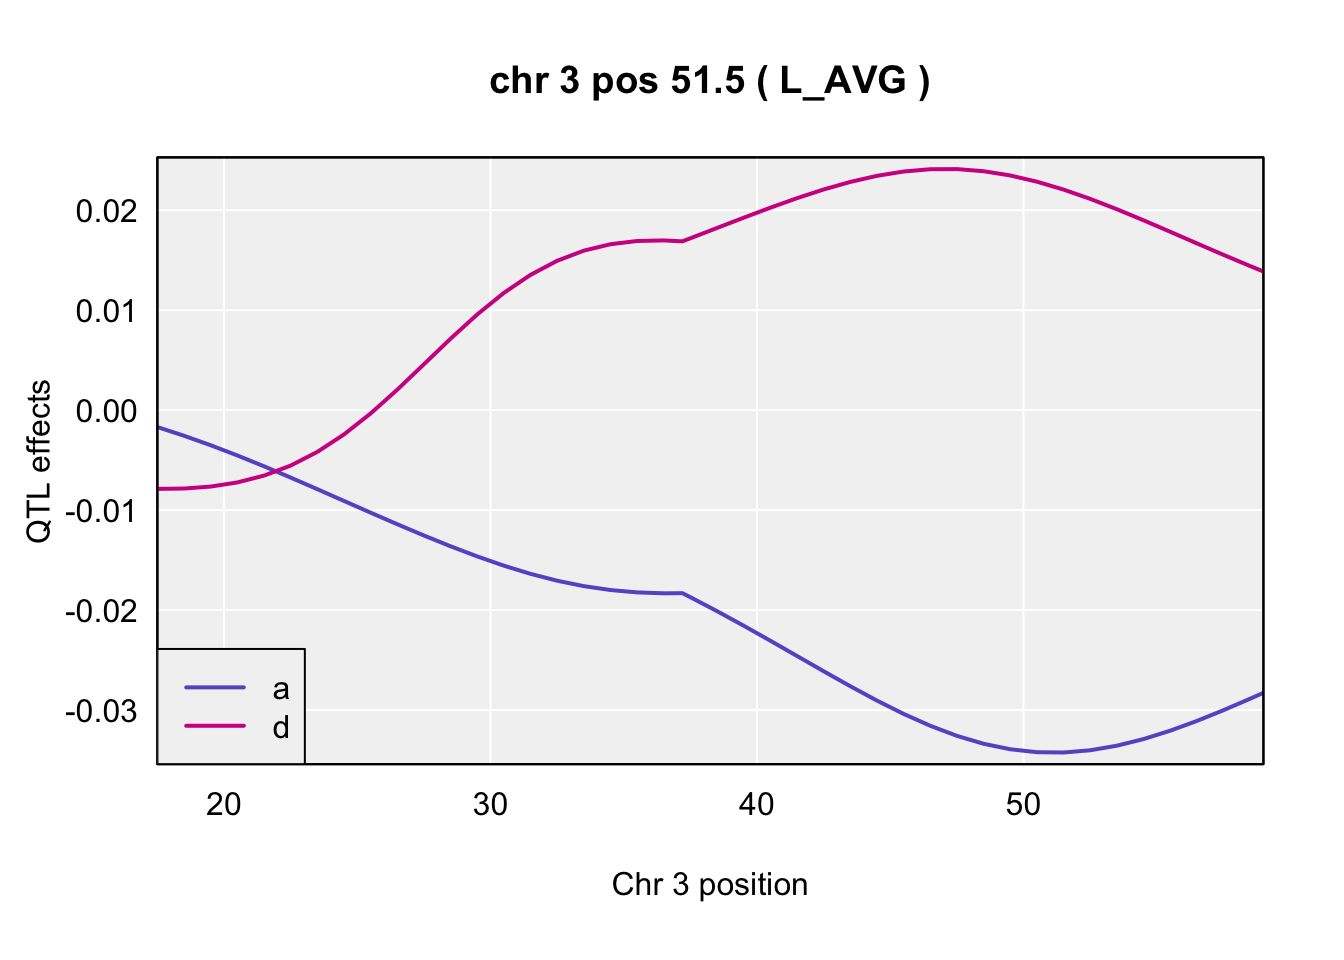 chr 3 pos 51.5 ( L_AVG )
QTL effects
0.02
0.01
0.00
-0.01
-0.02
-0.03
a
d
20 30 40 50
Chr 3 position